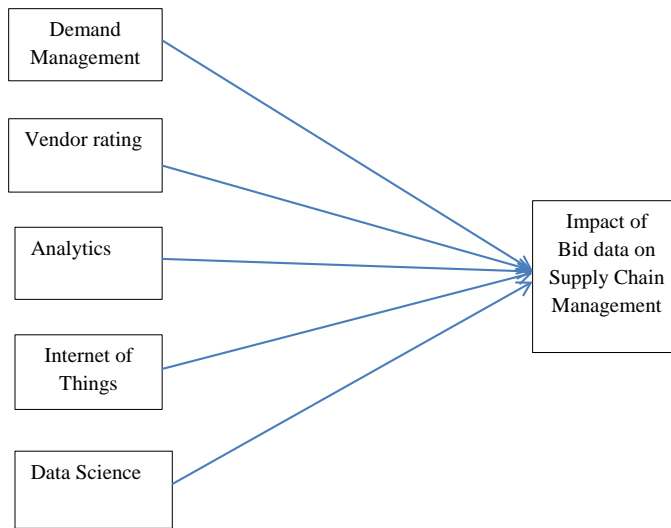 Demand
Management
Vendor rating
Analytics
Internet of
Things
Data Science
Impact of
Bid data on
Supply Chain
Management